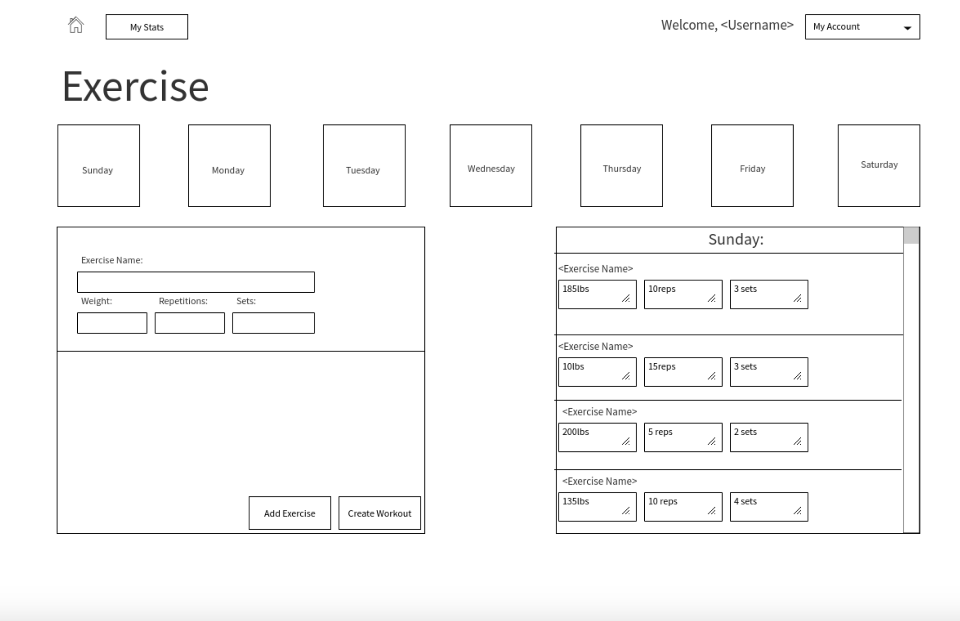 My Stats
Welcome, <Username>
My Account
Exercise
Sunday
Monday
Tuesday
Wednesday
Thursday
Friday
Saturday
Exercise Name:
Weight:
Repetitions:
Sets:
Add Exercise
Create Workout
Sunday:
<Exercise Name>
185lbs
10reps
3 sets
<Exercise Name>
10lbs
15reps
3 sets
<Exercise Name>
200lbs
5 reps
2 sets
<Exercise Name>
135lbs
10 reps
4 sets